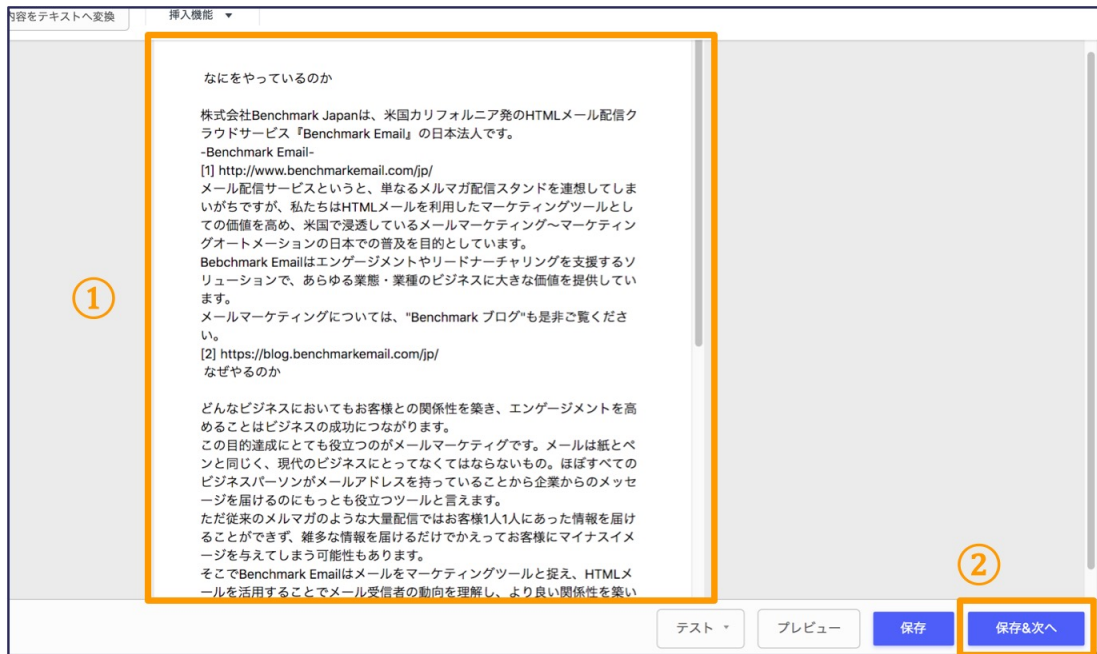 内容をテキストへ変換
挿入機能 ▼
なにをやっているのか
株式会社Benchmark Japanは、米国カリフォルニア発のHTMLメール配信ク
ラウドサービス『Benchmark Email』の日本法人です。
-Benchmark Email-
[1] http://www.benchmarkemail.com/jp/
メール配信サービスというと、単なるメルマガ配信スタンドを連想してしま
いがちですが、私たちはHTMLメールを利用したマーケティングツールとし
ての価値を高め、米国で浸透しているメールマーケティング〜マーケティン
グオートメーションの日本での普及を目的としています。
Bebchmark Emailはエンゲージメントやリードナーチャリングを支援するソ
リューションで、あらゆる業態・業種のビジネスに大きな価値を提供してい
ます。
メールマーケティングについては、"Benchmark ブログ"も是非ご覧くださ
い。
[2] https://blog.benchmarkemail.com/jp/
なぜやるのか
①
どんなビジネスにおいてもお客様との関係性を築き、エンゲージメントを高
めることはビジネスの成功につながります。
この目的達成にとても役立つのがメールマーケティグです。メールは紙とペ
ンと同じく、現代のビジネスにとってなくてはならないもの。ほぼすべての
ビジネスパーソンがメールアドレスを持っていることから企業からのメッセ
ージを届けるのにもっとも役立つツールと言えます。
ただ従来のメルマガのような大量配信ではお客様1人1人にあった情報を届け
ることができず、雑多な情報を届けるだけでかえってお客様にマイナスイメ
ージを与えてしまう可能性もあります。
そこでBenchmark Emailはメールをマーケティングツールと捉え、HTMLメ
ールを活用することでメール受信者の動向を理解し、より良い関係性を築い
②
テスト
プレビュー
保存
保存&次へ